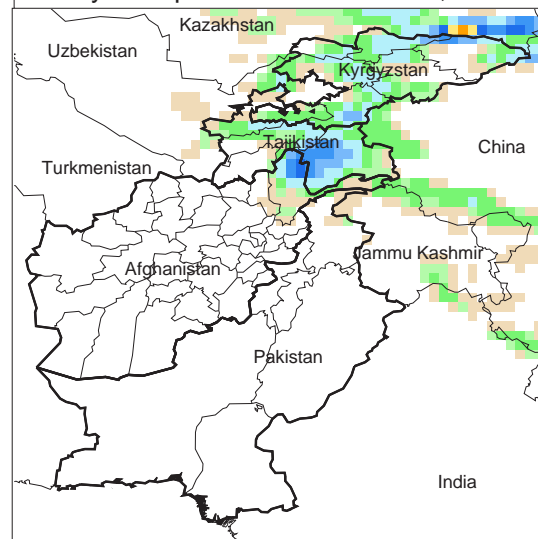 Kazakhstan
Uzbekistan
Kyrgyzstan
Tajikistan
China
Turkmenistan
Jammu Kashmir
Afghanistan
Pakistan
India